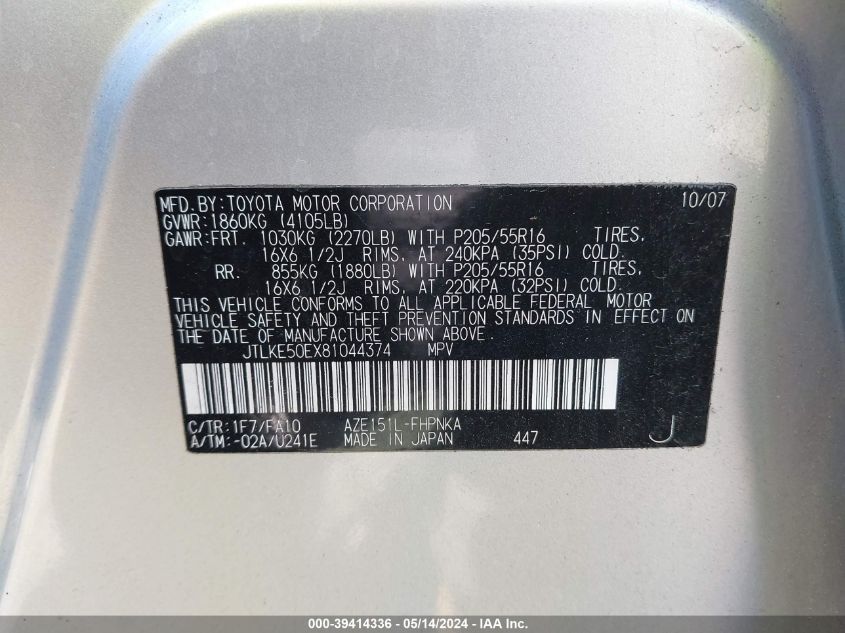 MFD. BY: TOYOTA MOTOR CORPORATION 10/07
GVWR: 1860KG (4105LB)
GAWR: FRT. 1030KG (2270LB) WITH P205/55R16 TIRES,
16X6 1/2J RIMS, AT 240KPA (35PSI) COLD.
RR. 855KG (1880LB) WITH P205/55R16 TIRES,
16X6 1/2J RIMS, AT 220KPA (32PSI) COLD.
THIS VEHICLE CONFORMS TO ALL APPLICABLE FEDERAL MOTOR
VEHICLE SAFETY AND THEFT PREVENTION STANDARDS IN EFFECT ON
THE DATE OF MANUFACTURE SHOWN ABOVE.
JTLKE50EX81044374 MPV
C/TR: 1F7/FA10 AZE151L-FHPNKA
A/TM: -02A/U241E MADE IN JAPAN 447 J
000-39414336 - 05/14/2024 - IAA Inc.